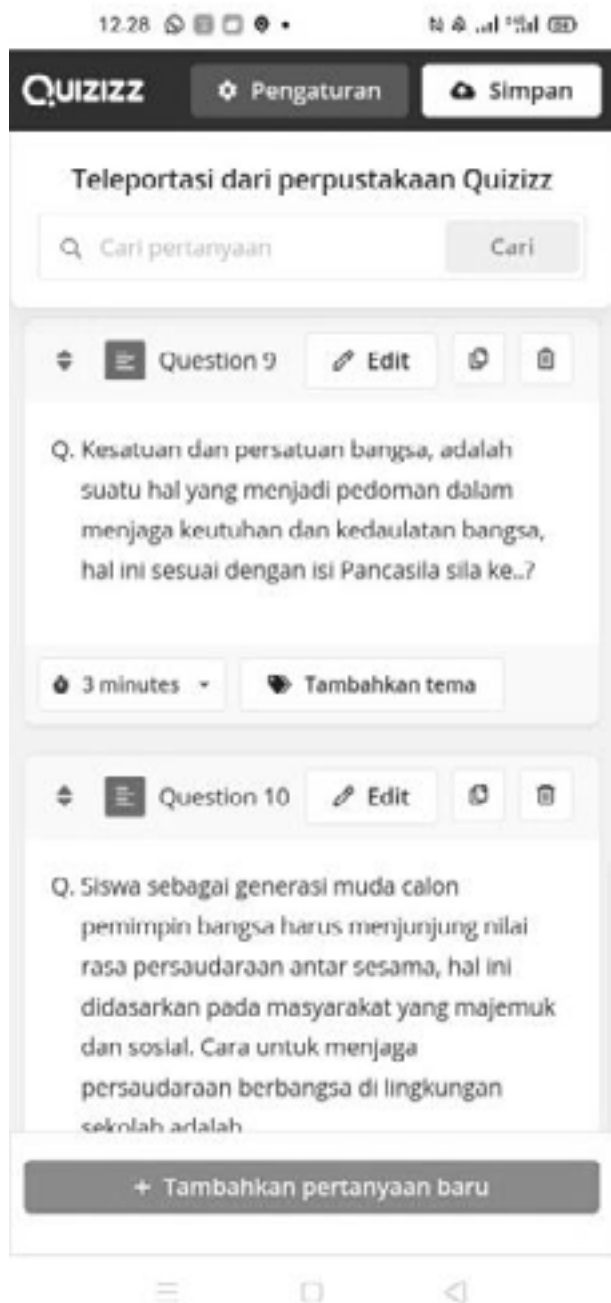 12.28
QUIZIZZ Pengaturan Simpan
Teleportasi dari perpustakaan Quizizz
Cari pertanyaan Cari
Question 9 Edit
Q. Kesatuan dan persatuan bangsa, adalah
suatu hal yang menjadi pedoman dalam
menjaga keutuhan dan kedaulatan bangsa,
hal ini sesuai dengan isi Pancasila sila ke..?
3 minutes Tambahkan tema
Question 10 Edit
Q. Siswa sebagai generasi muda calon
pemimpin bangsa harus menjunjung nilai
rasa persaudaraan antar sesama, hal ini
didasarkan pada masyarakat yang majemuk
dan sosial. Cara untuk menjaga
persaudaraan berbangsa di lingkungan
sekolah adalah
+ Tambahkan pertanyaan baru